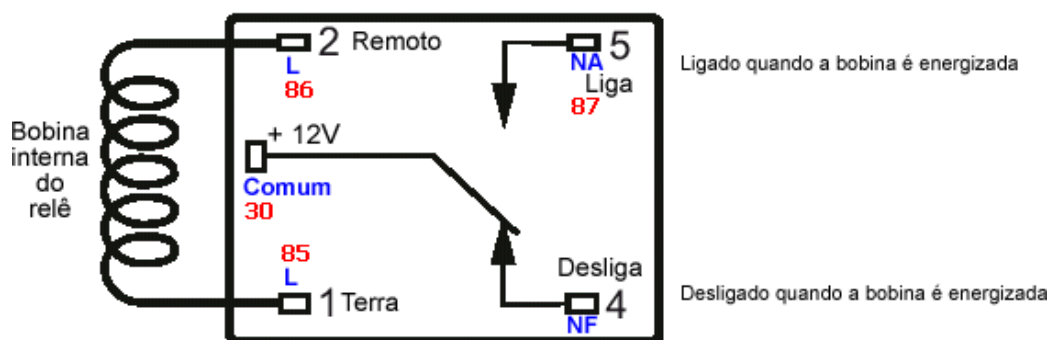 2 Remoto
L
86
5
NA
Liga
87
Ligado quando a bobina é energizada
Bobina
interna
do
relê
+ 12V
Comum
30
85
L
1 Terra
Desliga
4
NF
Desligado quando a bobina é energizada